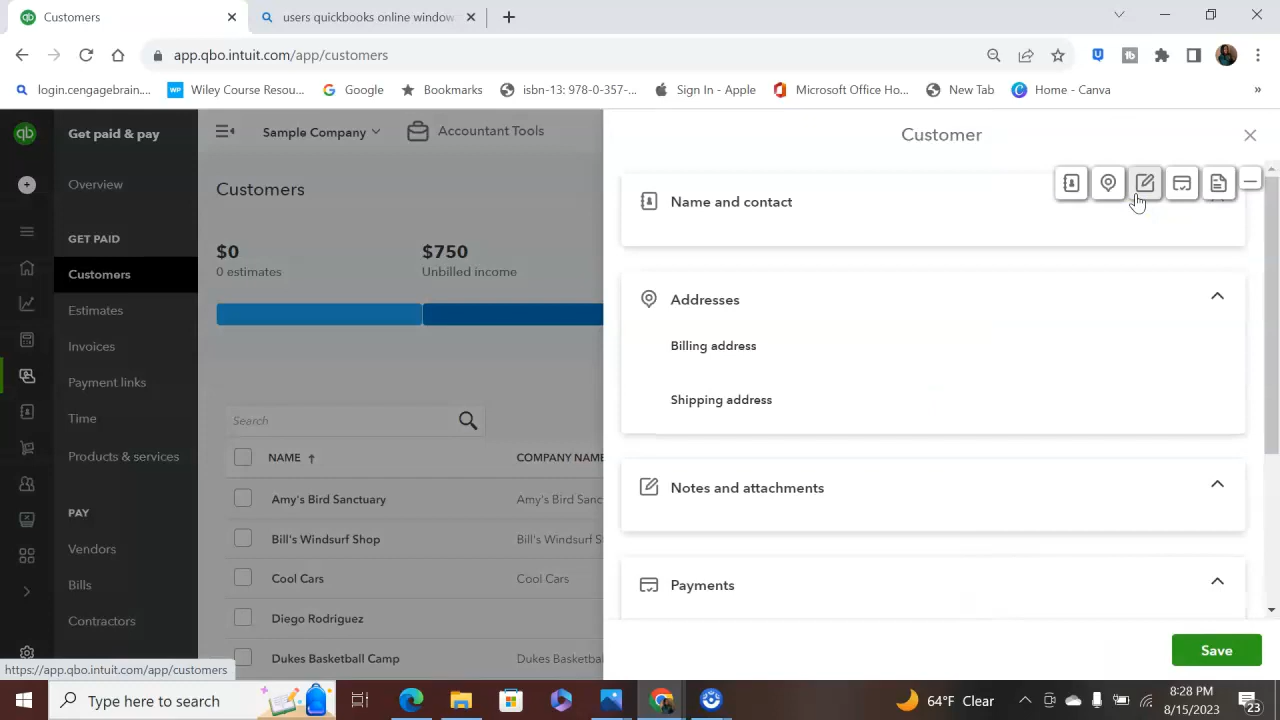 Customers
users quickbooks online window
app.qbo.intuit.com/app/customers
login.cengagebrain....
WP
Wiley Course Resou...
Google
Bookmarks
isbn-13: 978-0-357-...
Sign In - Apple
Microsoft Office Ho...
New Tab
Home - Canva
»
qb
Get paid & pay
Sample Company
Accountant Tools
Customer
Overview
Customers
Name and contact
GET PAID
$0
$750
0 estimates
Unbilled income
Customers
Addresses
Estimates
Invoices
Billing address
Payment links
Shipping address
Time
Search
Products & services
NAME
COMPANY NAME
Notes and attachments
Amy's Bird Sanctuary
Amy's Bird Sanc
PAY
Bill's Windsurf Shop
Bill's Windsurf S
Vendors
Cool Cars
Cool Cars
Bills
Payments
Diego Rodriguez
Contractors
Dukes Basketball Camp
Dukes Basketba
Save
https://app.qbo.intuit.com/app/customers
Type here to search
64°F Clear
8:28 PM
8/15/2023
23